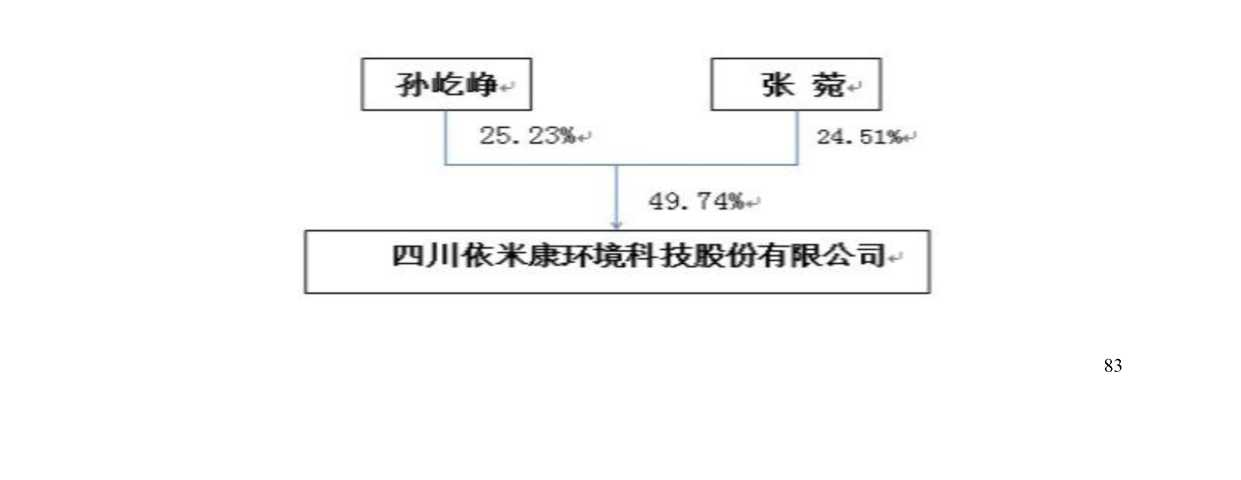 孙屹峥
张 菀
25.23%
24.51%
49.74%
四川依米康环境科技股份有限公司
83